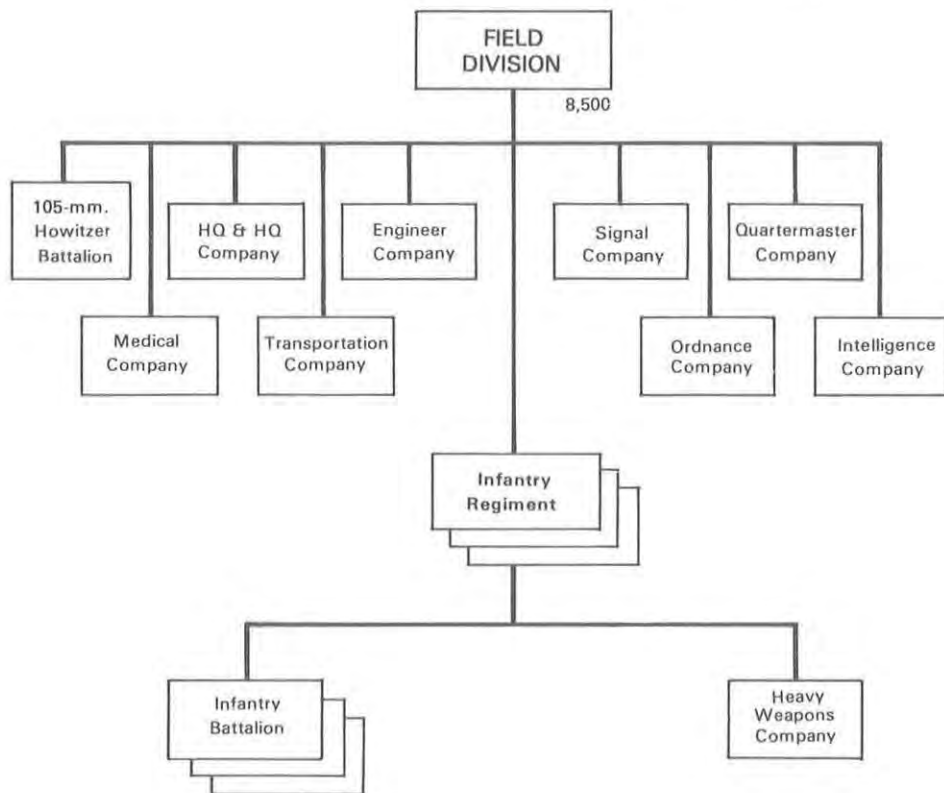 FIELD
DIVISION
8,500
105-mm.
Howitzer
Battalion
HQ & HQ
Company
Engineer
Company
Signal
Company
Quartermaster
Company
Medical
Company
Transportation
Company
Ordnance
Company
Intelligence
Company
Infantry
Regiment
Infantry
Battalion
Heavy
Weapons
Company